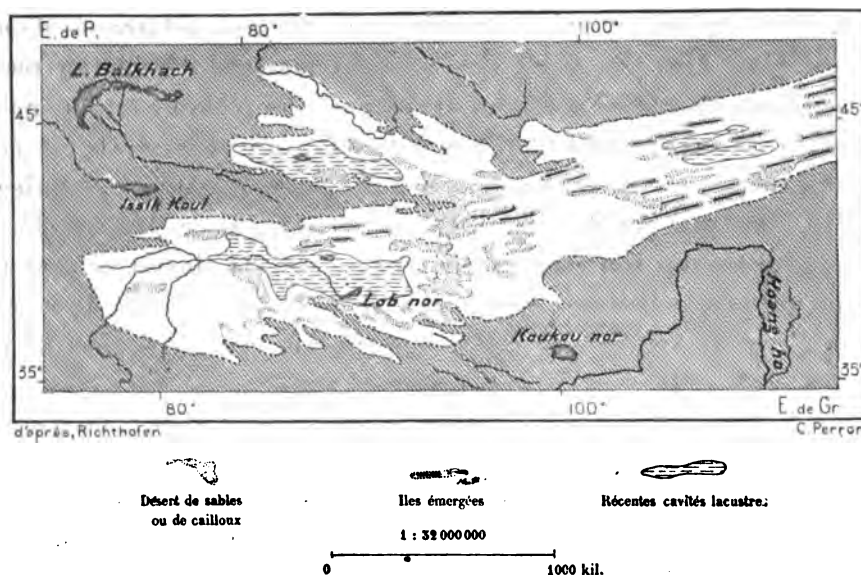 E. de P. 80° 100°
L. Balkhach
45° 45°
Issik Koul
Lob nor
Koukou nor
Hoang ho
35° 35°
80° 100° E. de Gr.
d'après, Richthofen C. Perron
Désert de sables Iles émergées Récentes cavités lacustre.;
ou de cailloux
1 : 32 000 000
0 1000 kil.